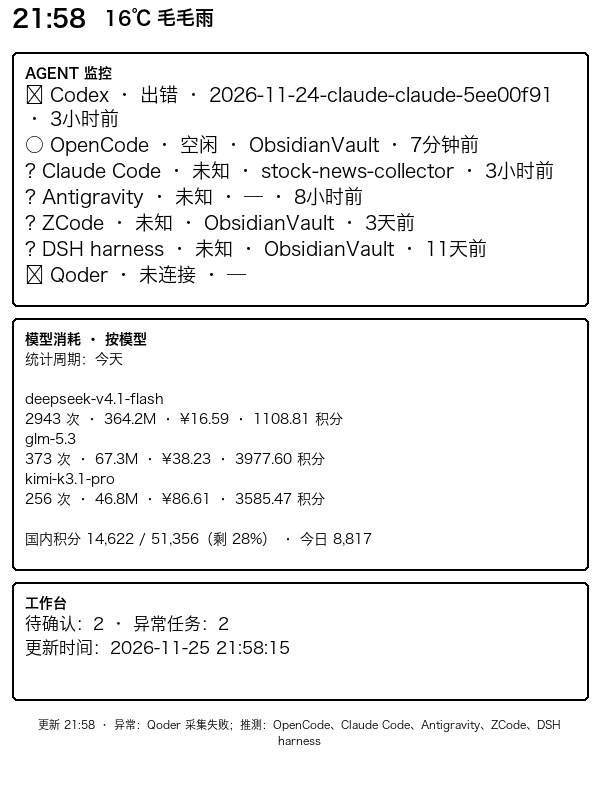 21:58 16℃ 毛毛雨
AGENT 监控
☒ Codex · 出错 · 2026-11-24-claude-claude-5ee00f91
· 3小时前
○ OpenCode · 空闲 · ObsidianVault · 7分钟前
? Claude Code · 未知 · stock-news-collector · 3小时前
? Antigravity · 未知 · — · 8小时前
? ZCode · 未知 · ObsidianVault · 3天前
? DSH harness · 未知 · ObsidianVault · 11天前
☒ Qoder · 未连接 · —
模型消耗 · 按模型
统计周期：今天
deepseek-v4.1-flash
2943 次 · 364.2M · ¥16.59 · 1108.81 积分
glm-5.3
373 次 · 67.3M · ¥38.23 · 3977.60 积分
kimi-k3.1-pro
256 次 · 46.8M · ¥86.61 · 3585.47 积分
国内积分 14,622 / 51,356（剩 28%） · 今日 8,817
工作台
待确认：2 · 异常任务：2
更新时间：2026-11-25 21:58:15
更新 21:58 · 异常：Qoder 采集失败；推测：OpenCode、Claude Code、Antigravity、ZCode、DSH
harness